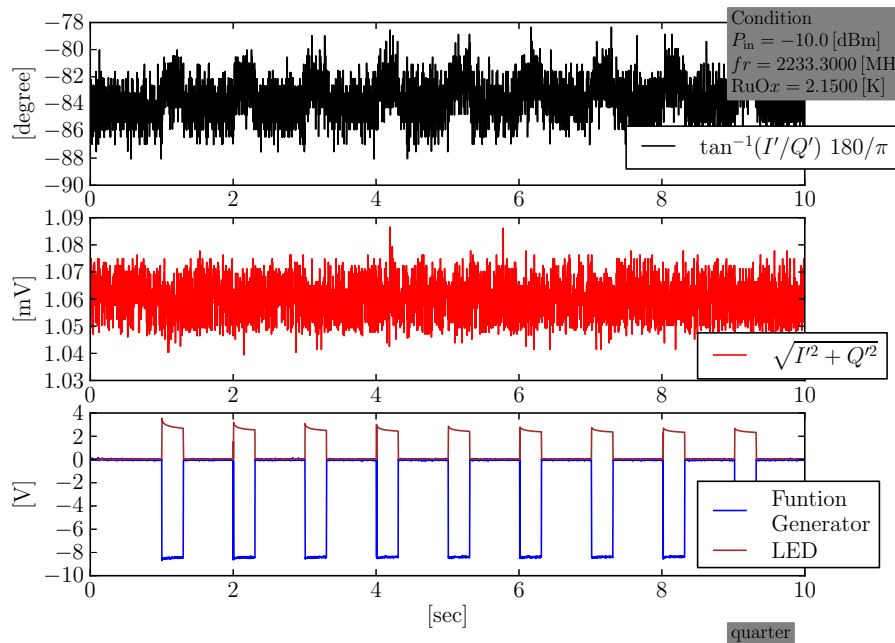 Condition
P_in = −10.0 [dBm]
fr = 2233.3000 [MH
RuOx = 2.1500 [K]
[degree]
−78
−80
−82
−84
−86
−88
−90
tan⁻¹(I′/Q′) 180/π
0 2 4 6 8 10
[mV]
1.09
1.08
1.07
1.06
1.05
1.04
1.03
√I′² + Q′²
0 2 4 6 8 10
[V]
4
2
0
−2
−4
−6
−8
−10
Funtion
Generator
LED
0 2 4 6 8 10
[sec]
quarter